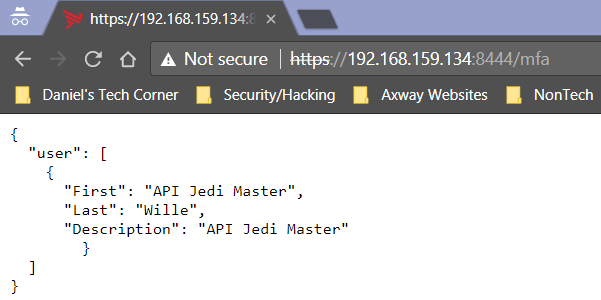 https://192.168.159.134:8
Not secure | https://192.168.159.134:8444/mfa
Daniel's Tech Corner Security/Hacking Axway Websites NonTech
{
  "user": [
    {
      "First": "API Jedi Master",
      "Last": "Wille",
      "Description": "API Jedi Master"
        }
  ]
}